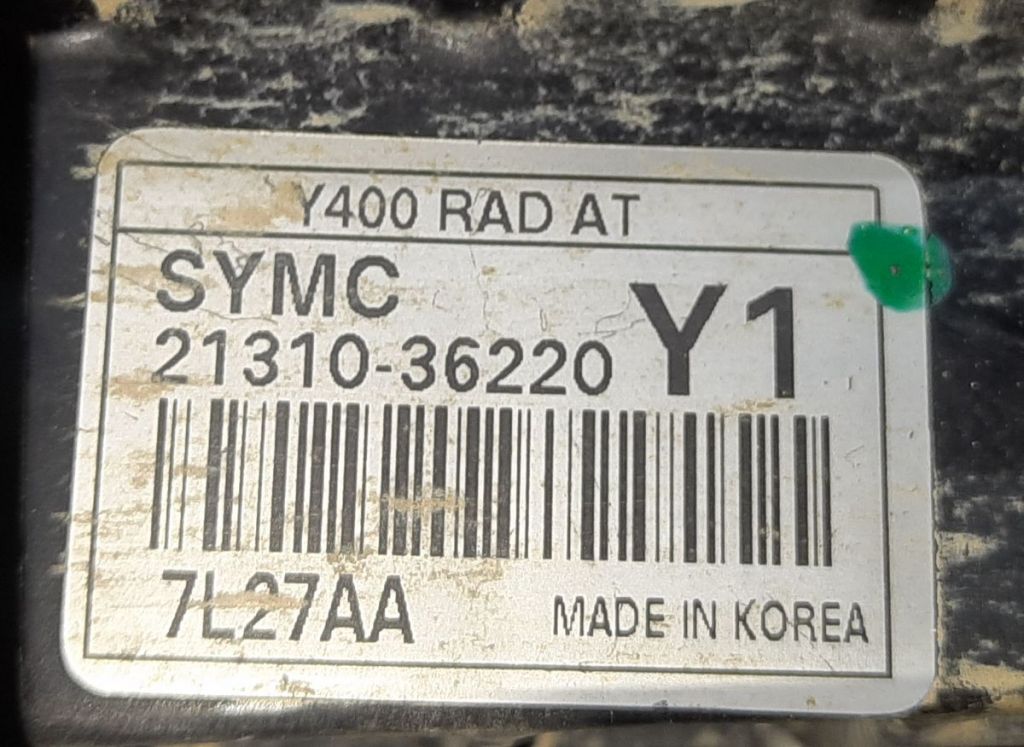 Y400 RAD AT
SYMC
21310-36220 Y1
7L27AA
MADE IN KOREA